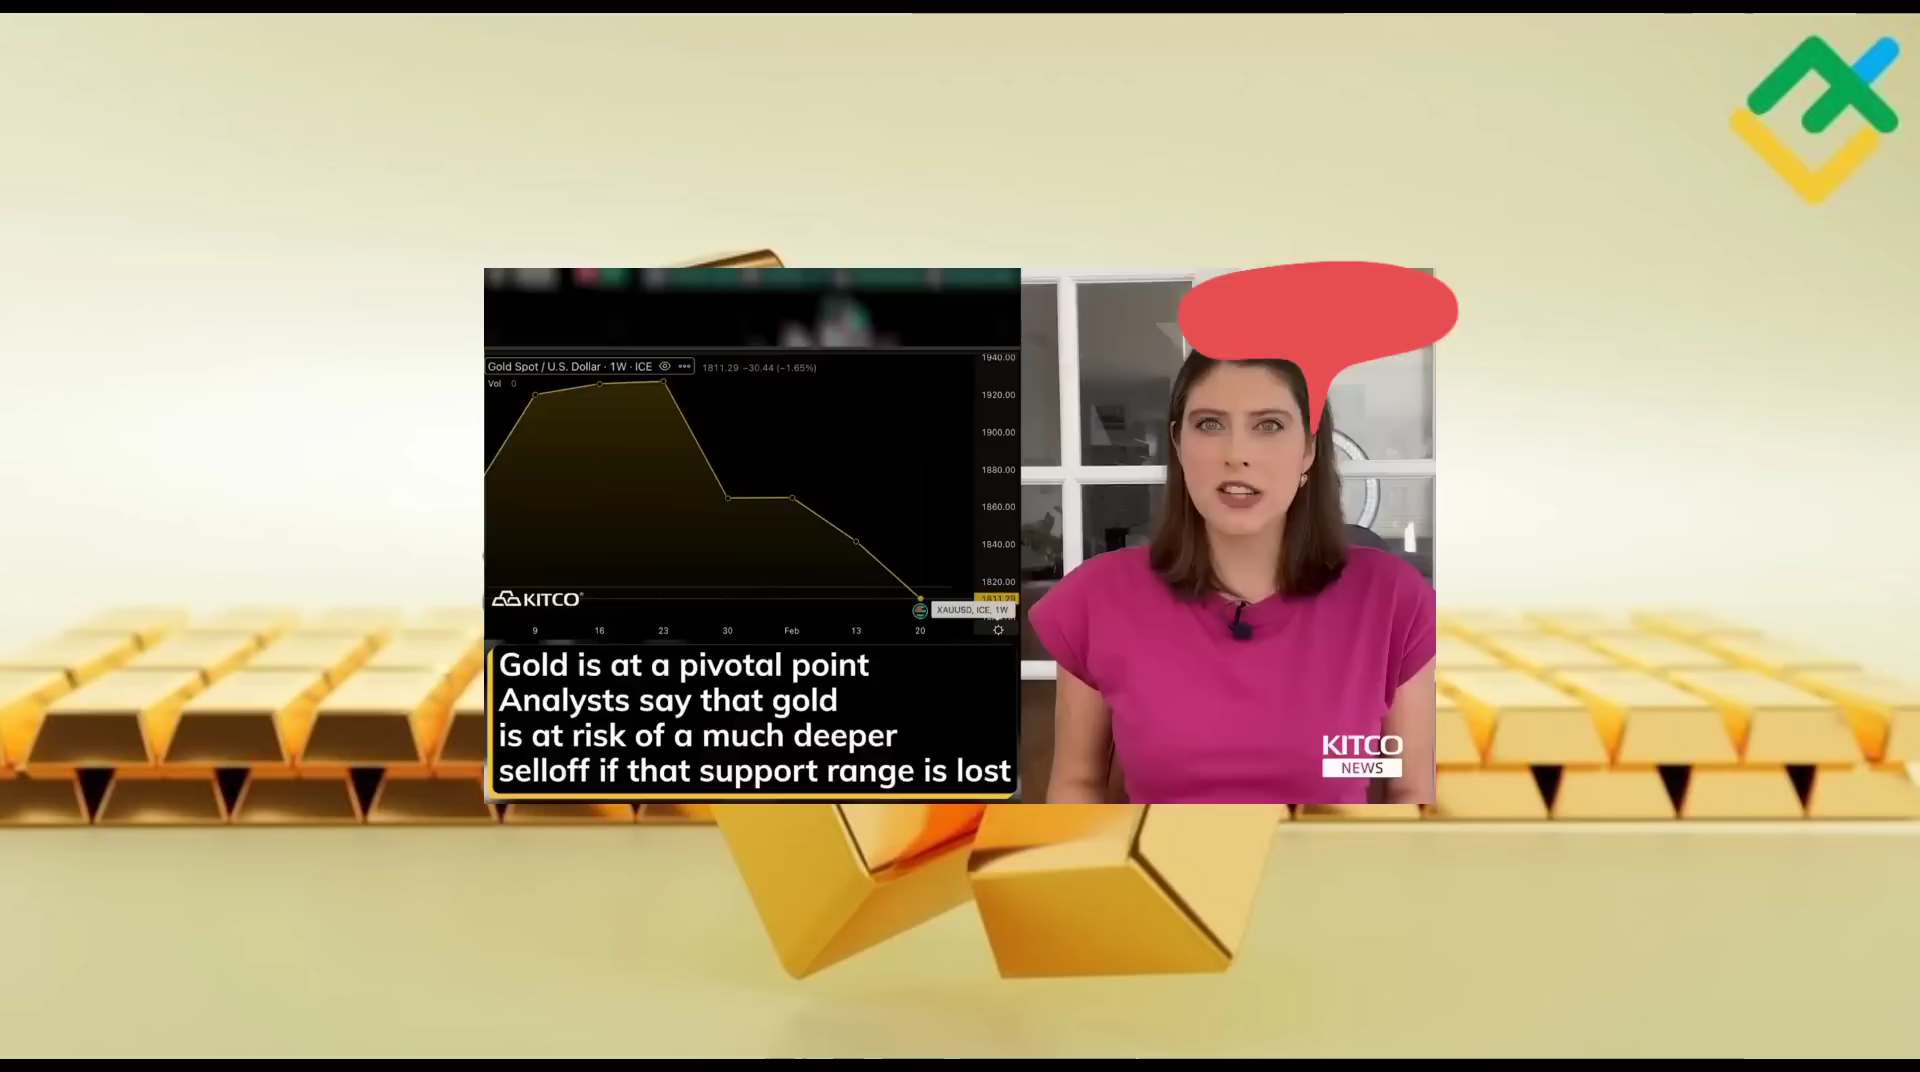 Gold Spot / U.S. Dollar · 1W · ICE
1811.29 −30.44 (−1.65%)
Vol 0
1940.00
1920.00
1900.00
1880.00
1860.00
1840.00
1820.00
1811.29
XAUUSD, ICE, 1W
KITCO
9 16 23 30 Feb 13 20
Gold is at a pivotal point
Analysts say that gold
is at risk of a much deeper
selloff if that support range is lost
KITCO
NEWS